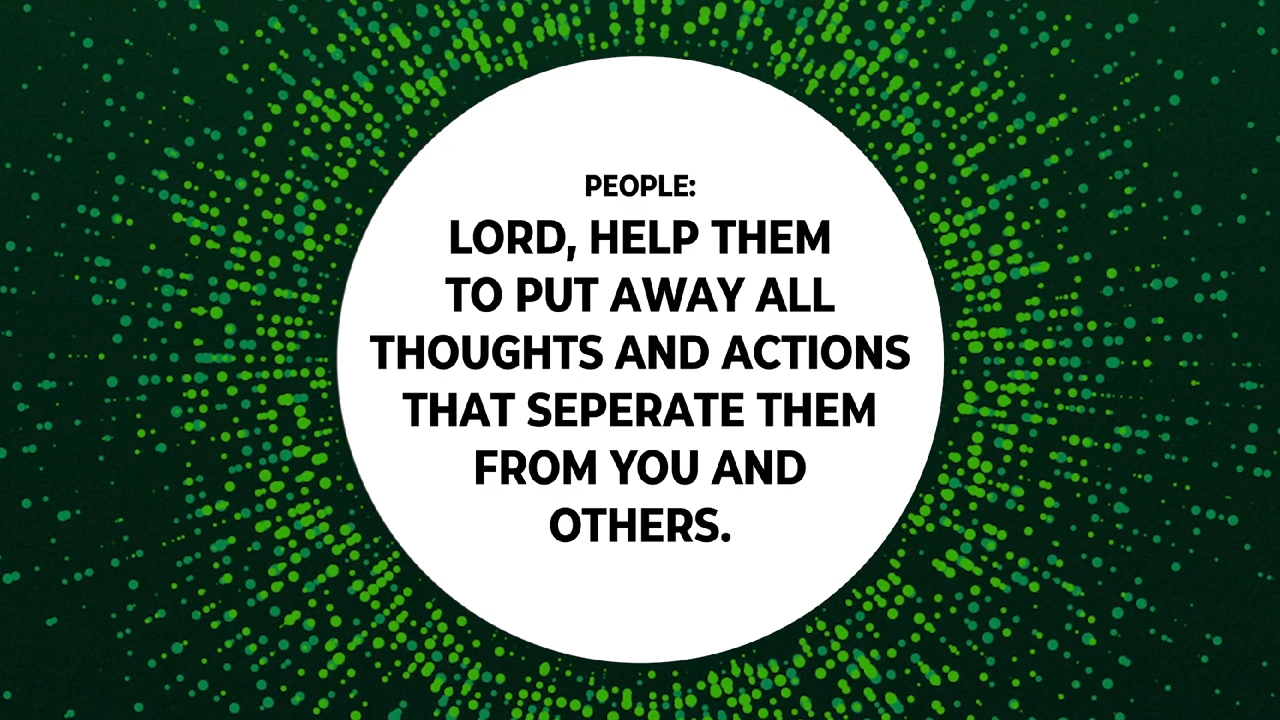 PEOPLE:
LORD, HELP THEM
TO PUT AWAY ALL
THOUGHTS AND ACTIONS
THAT SEPERATE THEM
FROM YOU AND
OTHERS.